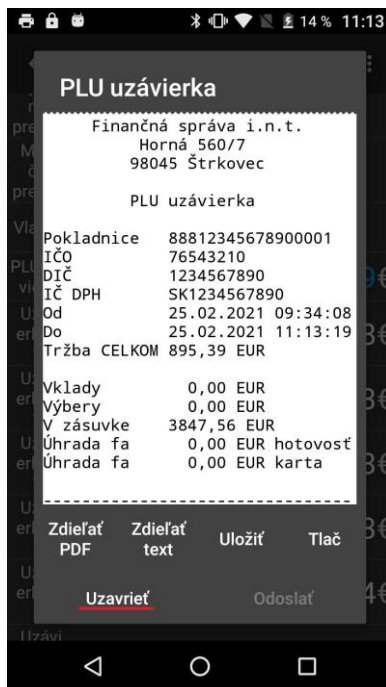 14 % 11:13
PLU uzávierka
Finančná správa i.n.t.
Horná 560/7
98045 Štrkovec
PLU uzávierka
Pokladnice 88812345678900001
IČO 76543210
DIČ 1234567890
IČ DPH SK1234567890
Od 25.02.2021 09:34:08
Do 25.02.2021 11:13:19
Tržba CELKOM 895,39 EUR
Vklady 0,00 EUR
Výbery 0,00 EUR
V zásuvke 3847,56 EUR
Úhrada fa 0,00 EUR hotovosť
Úhrada fa 0,00 EUR karta
Zdieľať PDF
Zdieľať text
Uložiť
Tlač
Uzavrieť
Odoslať
Uzávi